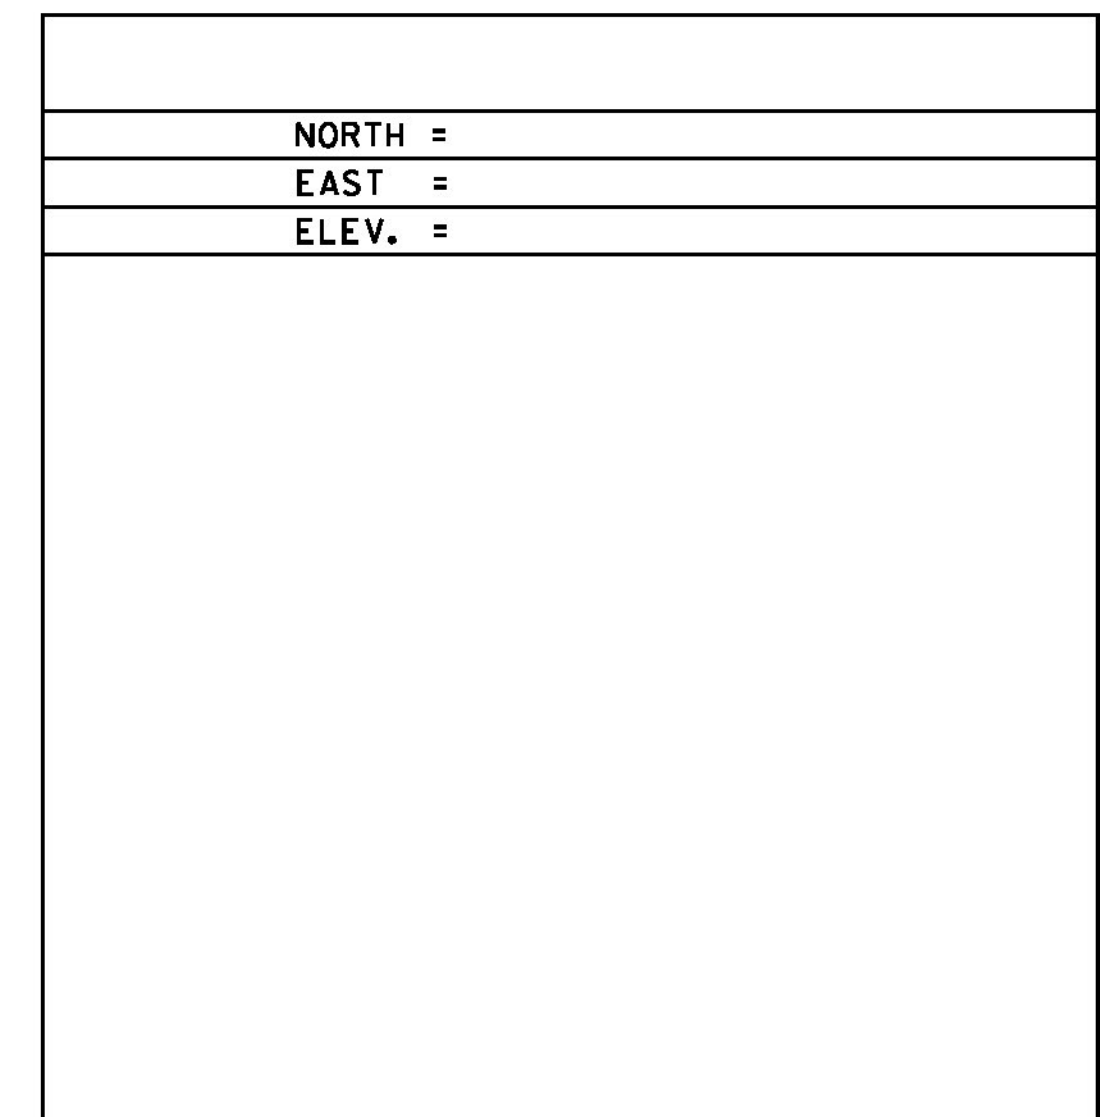 NORTH =
EAST =
ELEV. =